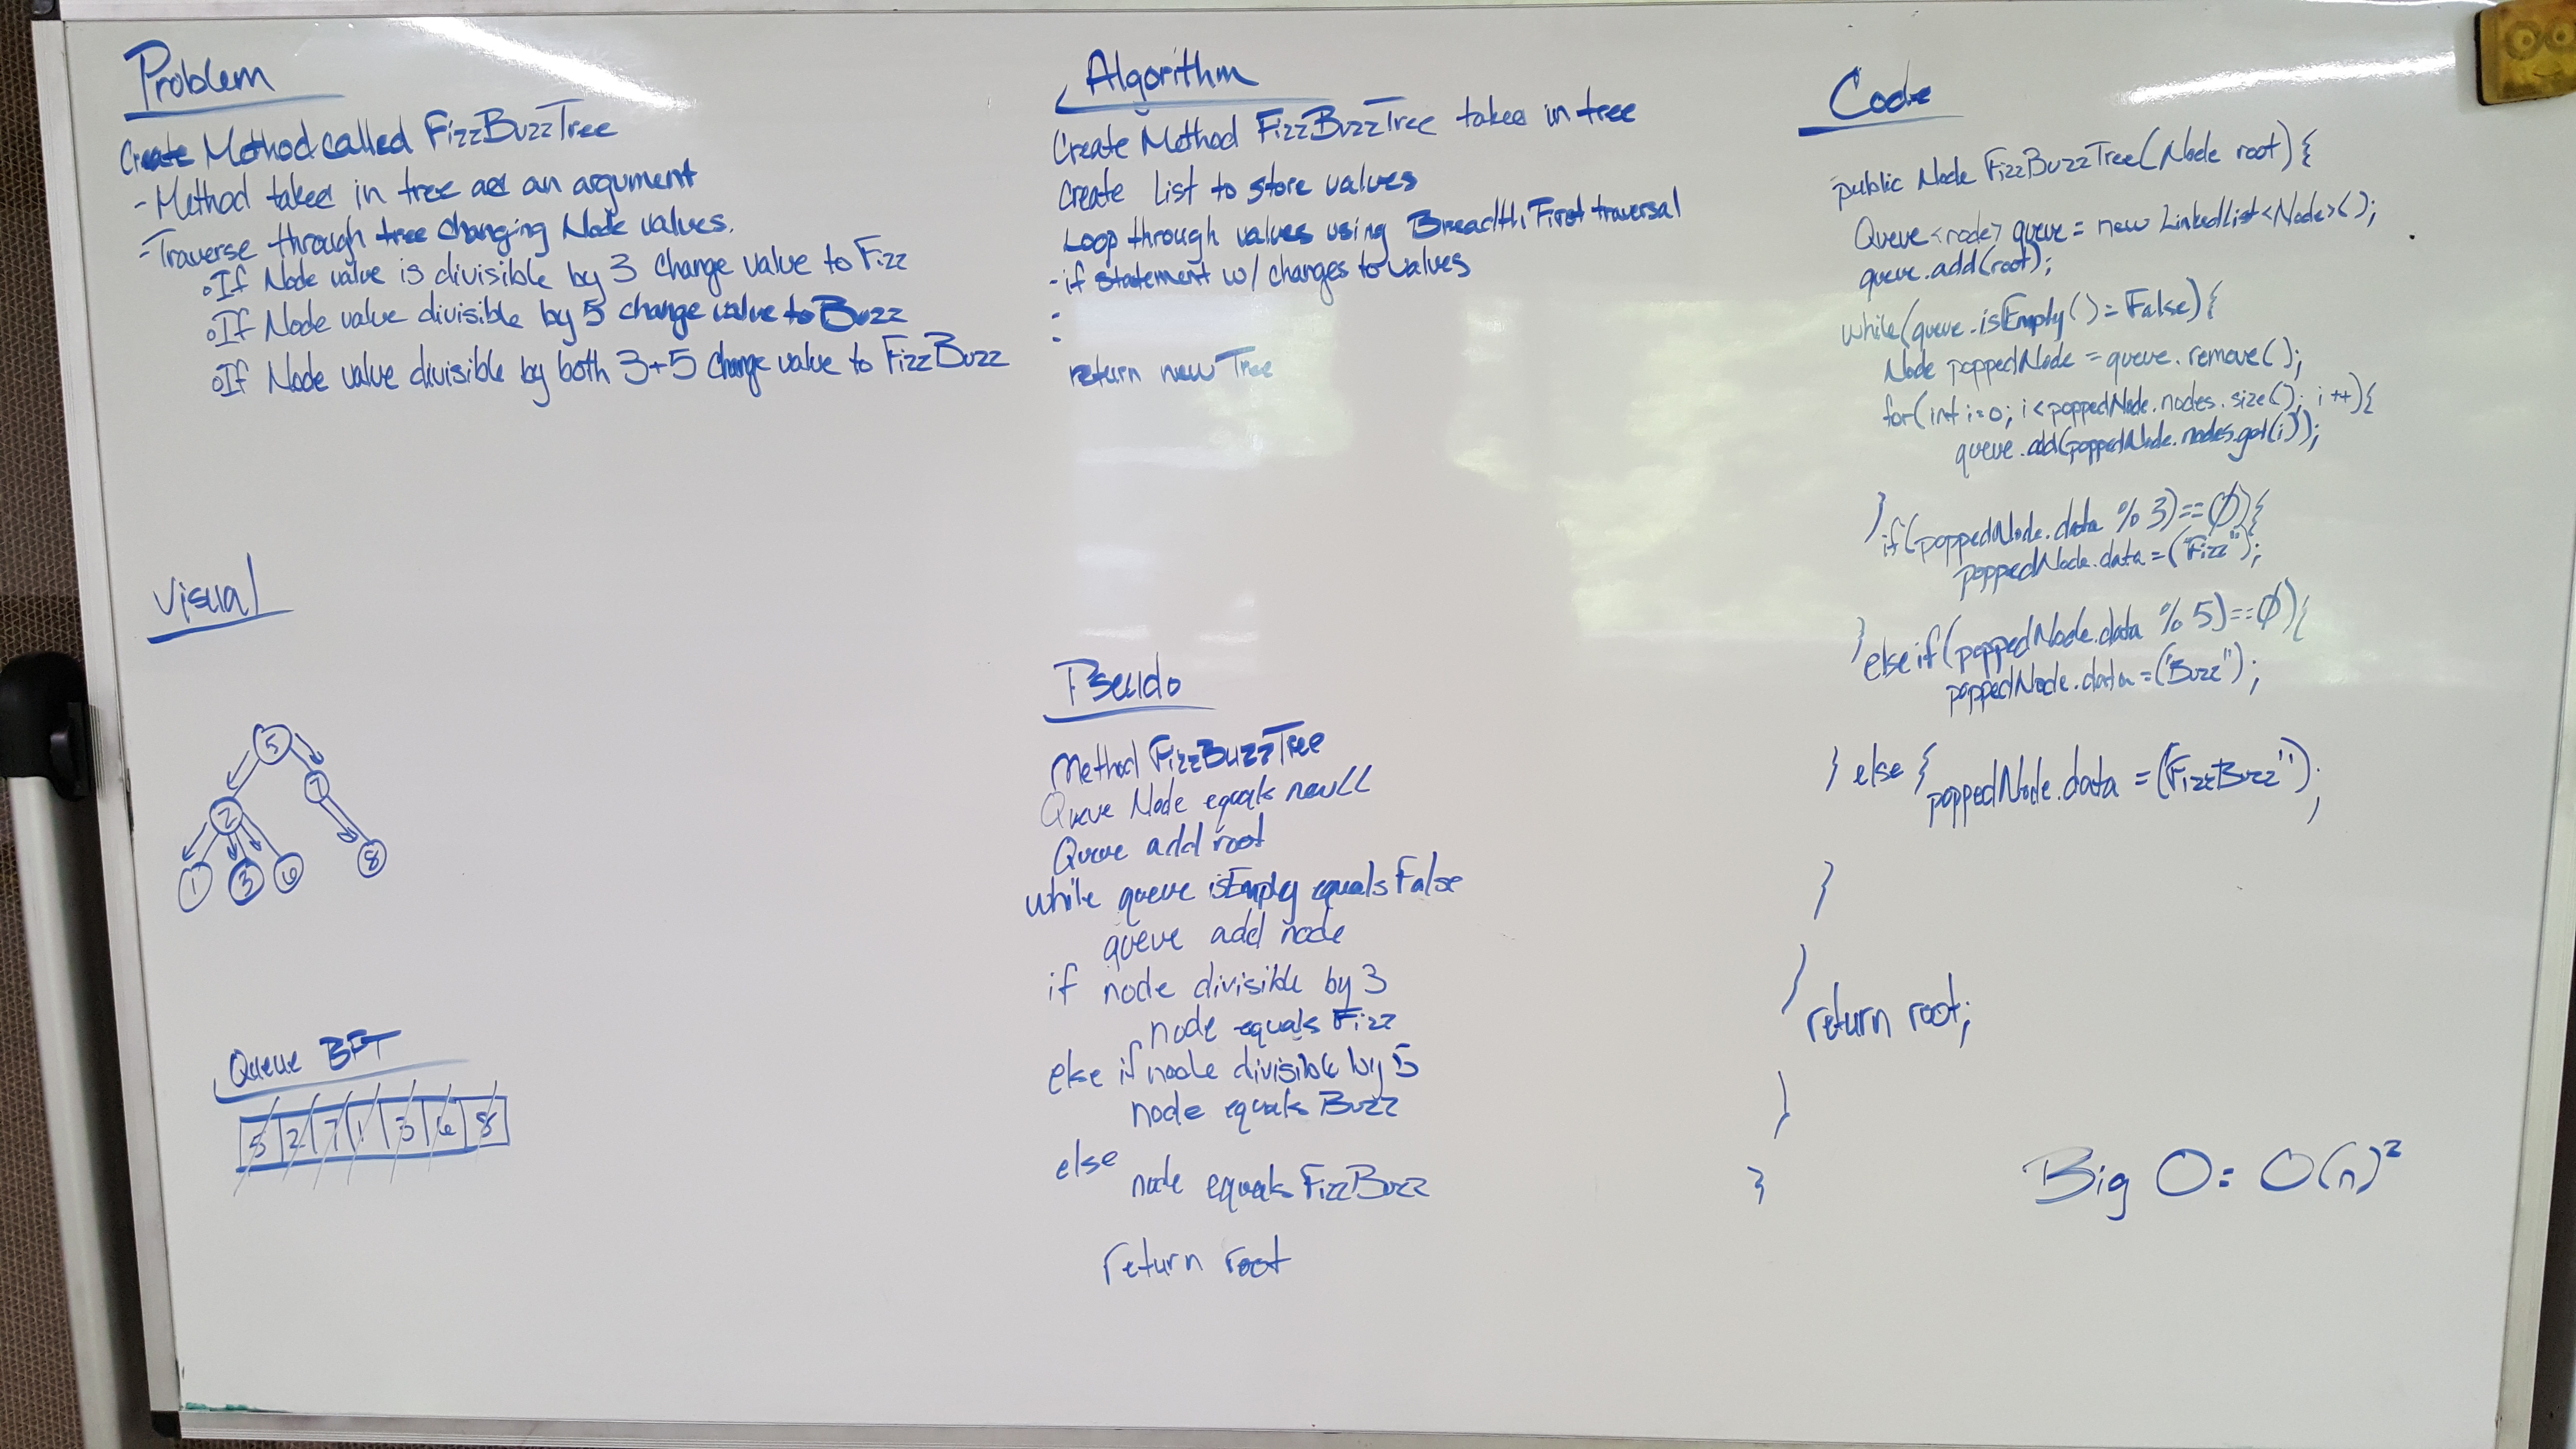 Problem
Create Method called FizzBuzzTree
- Method takes in tree as an argument
- Traverse through tree changing Node values.
o If Node value is divisible by 3 change value to Fizz
o If Node value divisible by 5 change value to Buzz
o If Node value divisible by both 3+5 change value to FizzBuzz
Visual
5
2 7
1 3 6 8
Queue BFT
5 2 7 1 3 6 8
Algorithm
Create Method FizzBuzzTree takes in tree
Create List to store values
Loop through values using Breadth First traversal
- if statement w/ changes to values
-
-
return new Tree
Pseudo
Method FizzBuzzTree
Queue Node equals
Queue add root
while queue isEmpty equals False
queue add node
if node divisible by 3
node equals Fizz
else if node divisible by 5
node equals Buzz
else
node equals FizzBuzz
return root
Code
public Node FizzBuzzTree(Node root){
Queue<node> queue = new LinkedList<Node>();
queue.add(root);
while(queue.isEmpty() = False){
Node poppedNode = queue.remove();
for(int i=0; i<poppedNode.nodes.size(); i++){
queue.add(poppedNode.nodes.get(i));
}
if(poppedNode.data % 3)==0){
poppedNode.data = ("Fizz");
}
else if(poppedNode.data % 5)==0){
poppedNode.data = ("Buzz");
} else {
poppedNode.data = (FizzBuzz");
}
}
return root;
}
}
Big O: O(n)²